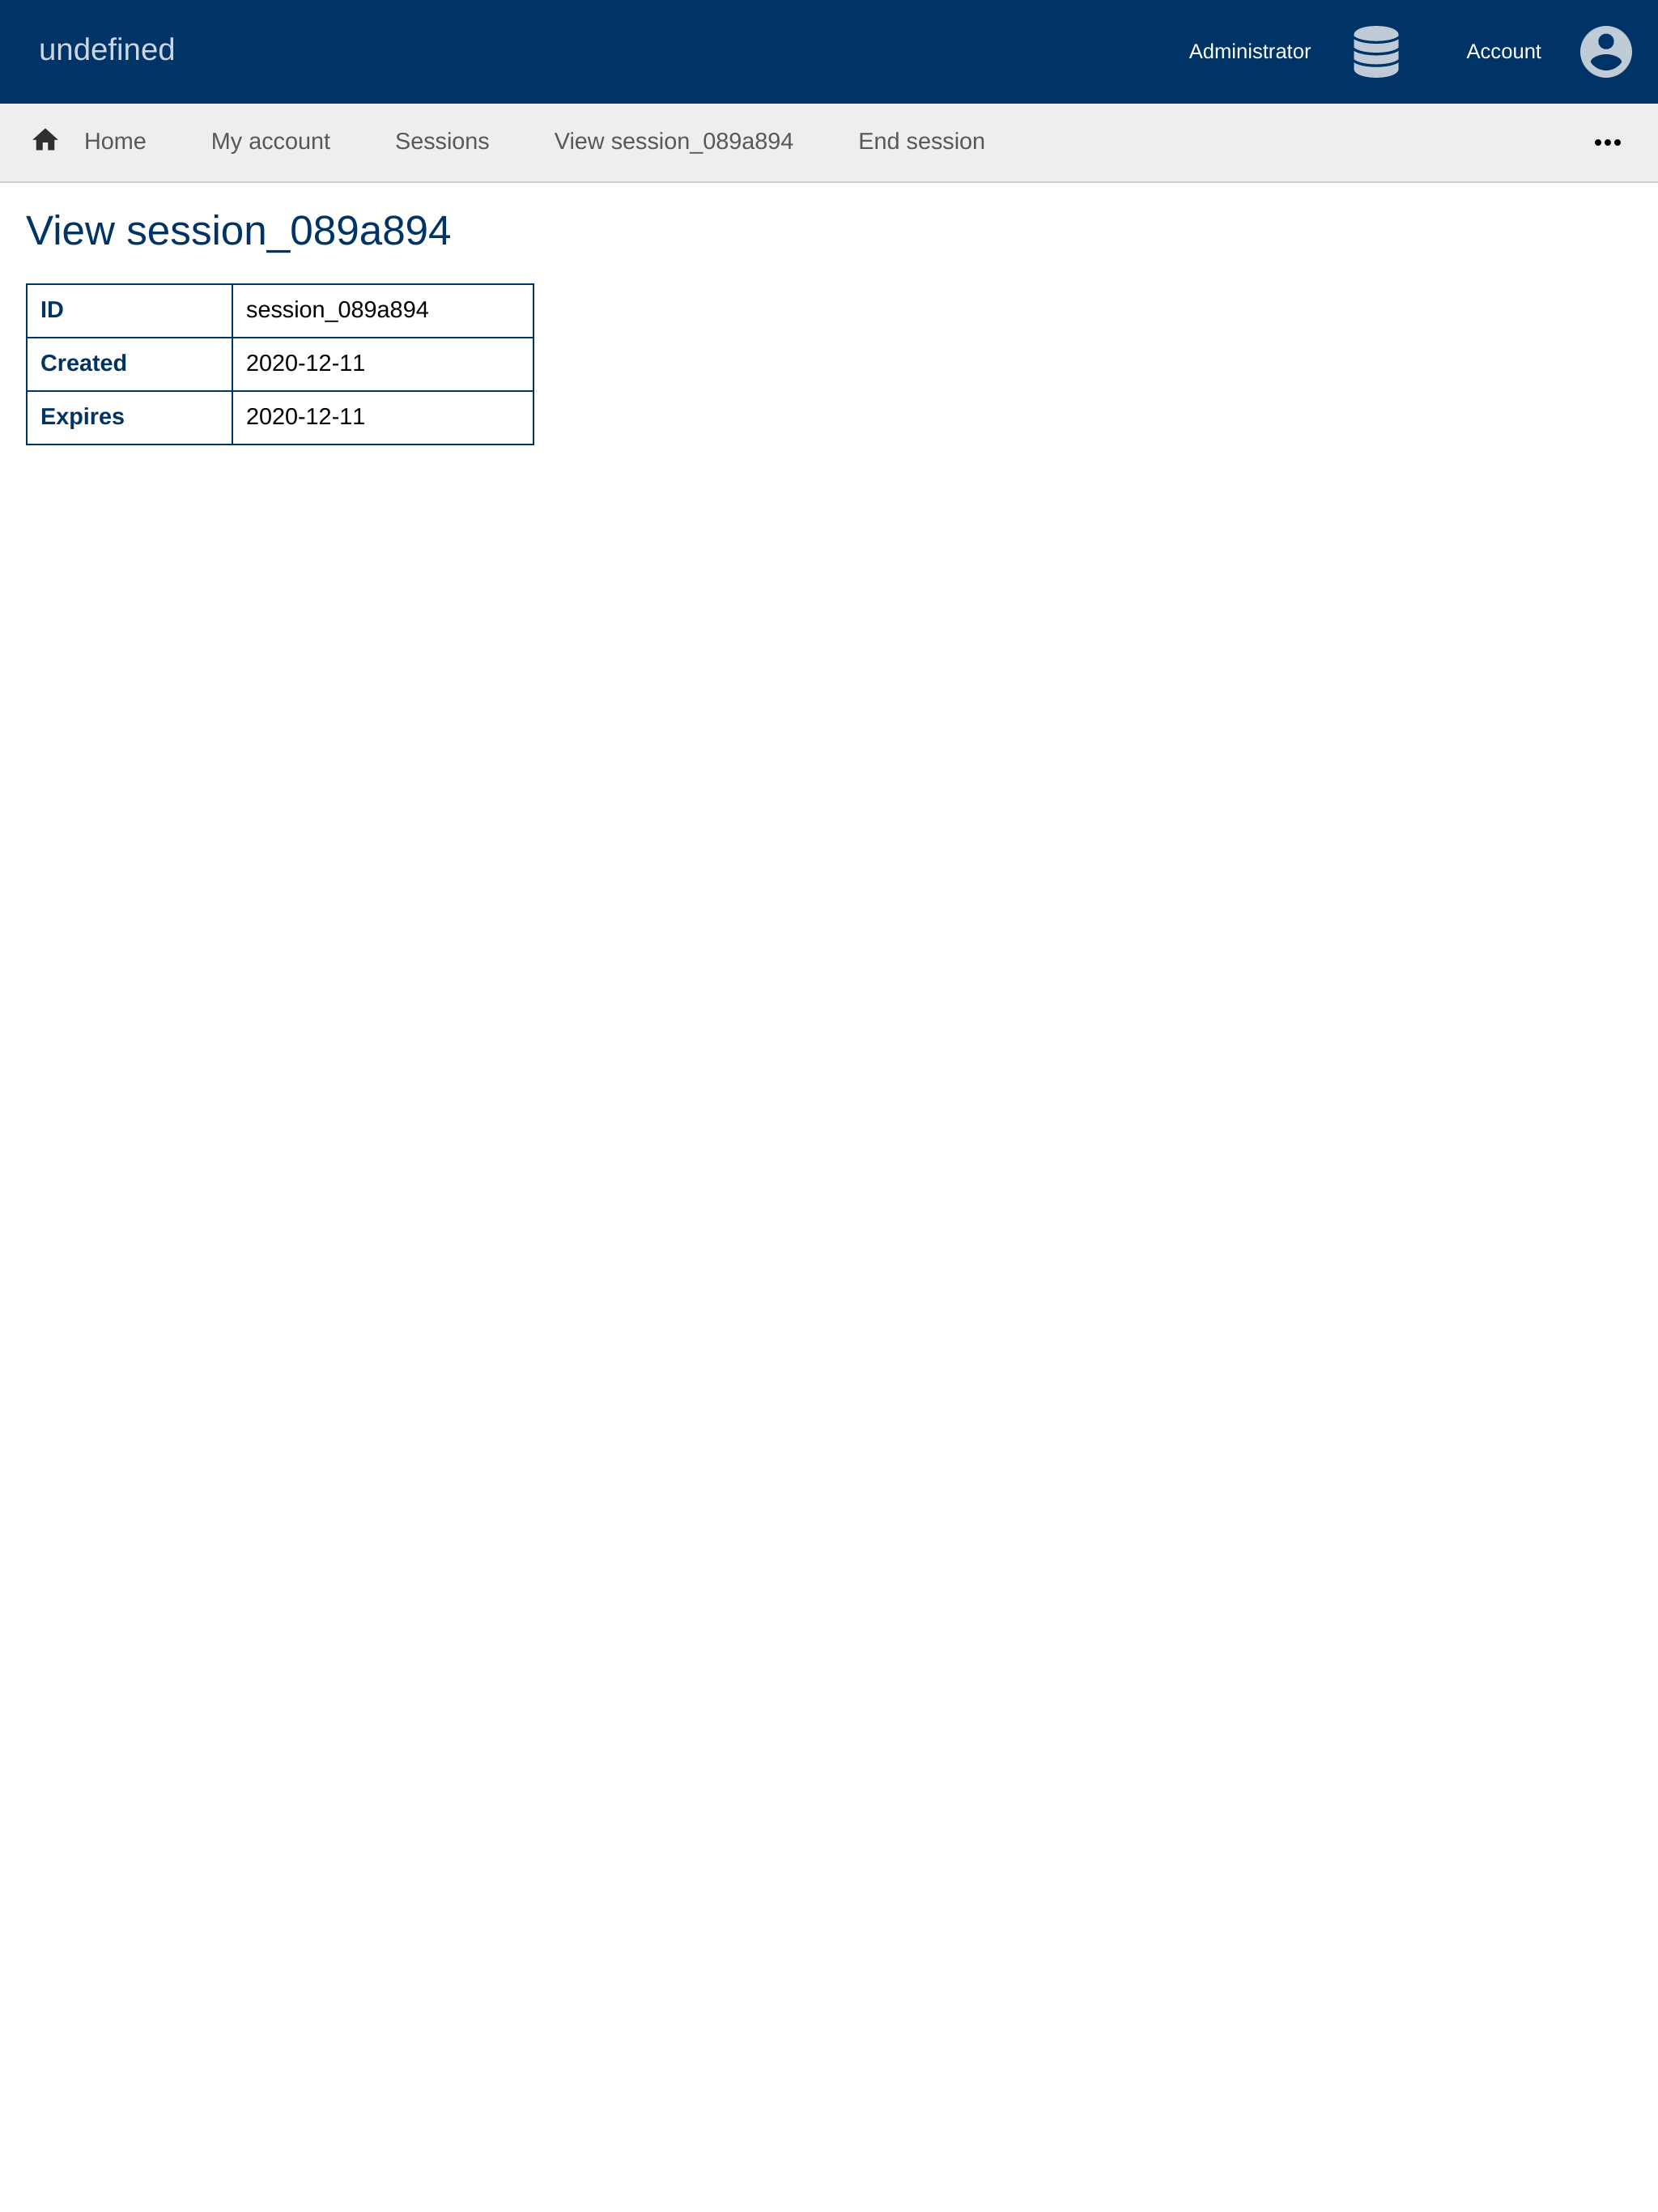 undefined
Administrator Account
Home My account Sessions View session_089a894 End session
View session_089a894
ID session_089a894
Created 2020-12-11
Expires 2020-12-11